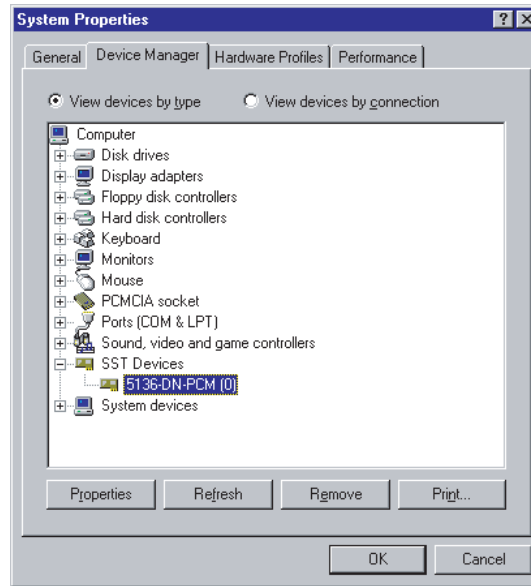 System Properties
General Device Manager Hardware Profiles Performance
View devices by type View devices by connection
Computer
Disk drives
Display adapters
Floppy disk controllers
Hard disk controllers
Keyboard
Monitors
Mouse
PCMCIA socket
Ports (COM & LPT)
Sound, video and game controllers
SST Devices
5136-DN-PCM (0)
System devices
Properties Refresh Remove Print...
OK Cancel